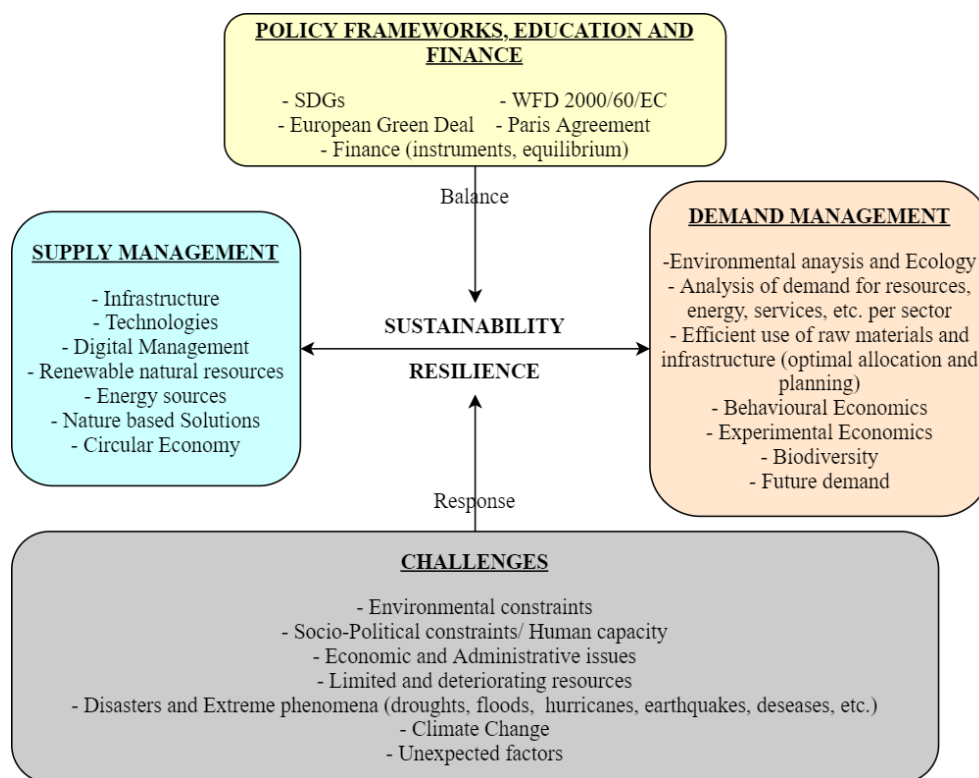 POLICY FRAMEWORKS, EDUCATION AND
FINANCE
- SDGs - WFD 2000/60/EC
- European Green Deal - Paris Agreement
- Finance (instruments, equilibrium)
Balance
SUPPLY MANAGEMENT
- Infrastructure
- Technologies
- Digital Management
- Renewable natural resources
- Energy sources
- Nature based Solutions
- Circular Economy
SUSTAINABILITY
RESILIENCE
DEMAND MANAGEMENT
-Environmental anaysis and Ecology
- Analysis of demand for resources,
energy, services, etc. per sector
- Efficient use of raw materials and
infrastructure (optimal allocation and
planning)
- Behavioural Economics
- Experimental Economics
- Biodiversity
- Future demand
Response
CHALLENGES
- Environmental constraints
- Socio-Political constraints/ Human capacity
- Economic and Administrative issues
- Limited and deteriorating resources
- Disasters and Extreme phenomena (droughts, floods, hurricanes, earthquakes, deseases, etc.)
- Climate Change
- Unexpected factors